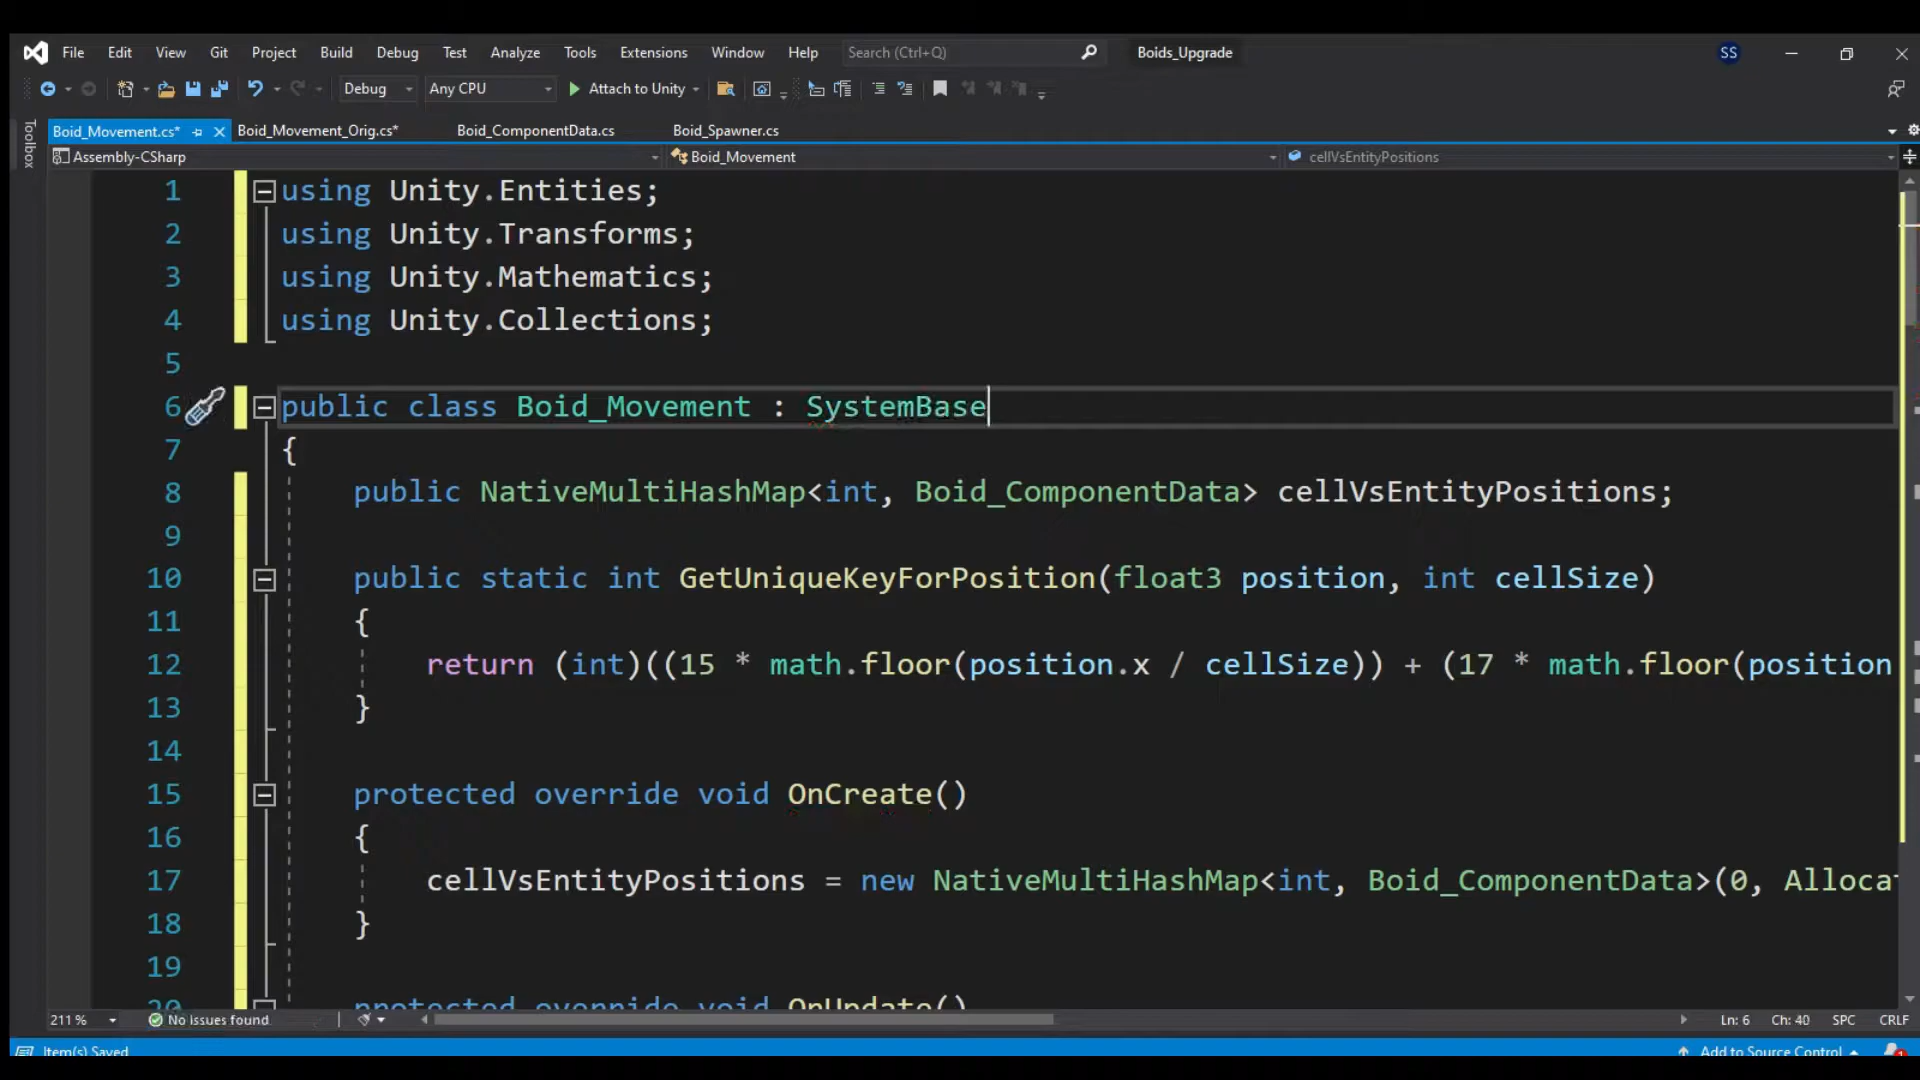 File Edit View Git Project Build Debug Test Analyze Tools Extensions Window Help Search (Ctrl+Q) Boids_Upgrade SS
Debug Any CPU Attach to Unity
Toolbox
Boid_Movement.cs* Boid_Movement_Orig.cs* Boid_ComponentData.cs Boid_Spawner.cs
Assembly-CSharp Boid_Movement cellVsEntityPositions
1 using Unity.Entities;
2 using Unity.Transforms;
3 using Unity.Mathematics;
4 using Unity.Collections;
5
6 public class Boid_Movement : SystemBase
7 {
8 public NativeMultiHashMap<int, Boid_ComponentData> cellVsEntityPositions;
9
10 public static int GetUniqueKeyForPosition(float3 position, int cellSize)
11 {
12 return (int)((15 * math.floor(position.x / cellSize)) + (17 * math.floor(position
13 }
14
15 protected override void OnCreate()
16 {
17 cellVsEntityPositions = new NativeMultiHashMap<int, Boid_ComponentData>(0, Alloca
18 }
19
20 protected override void OnUpdate()
211 % No issues found Ln: 6 Ch: 40 SPC CRLF
Item(s) Saved Add to Source Control 1